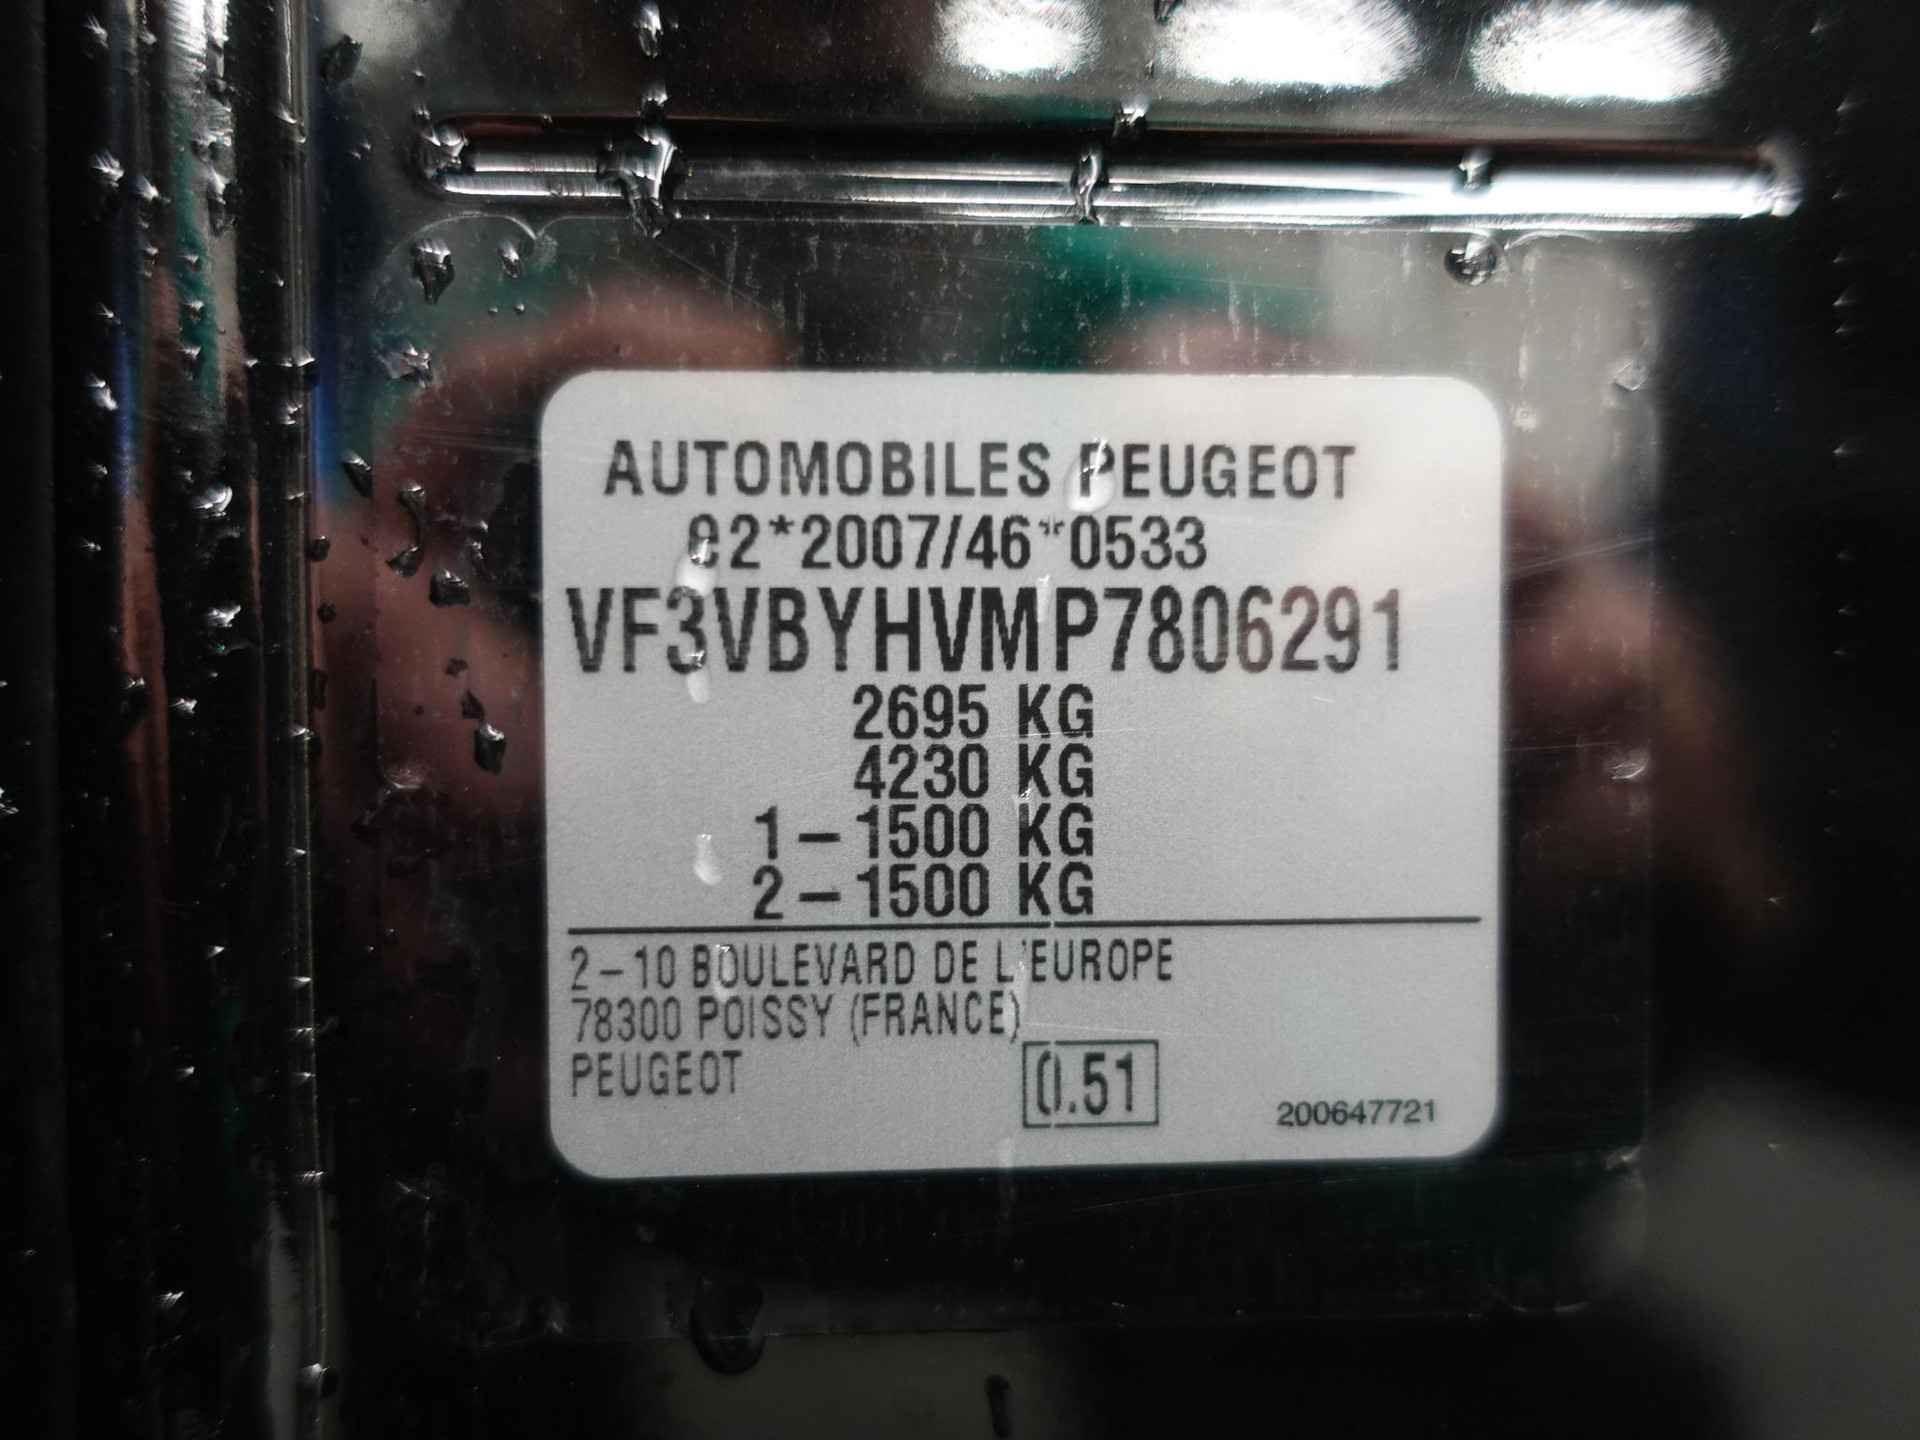 AUTOMOBILES PEUGEOT
e2*2007/46*0533
VF3VBYHVMP7806291
2695 KG
4230 KG
1-1500 KG
2-1500 KG
2-10 BOULEVARD DE L'EUROPE
78300 POISSY (FRANCE)
PEUGEOT
0.51
200647721